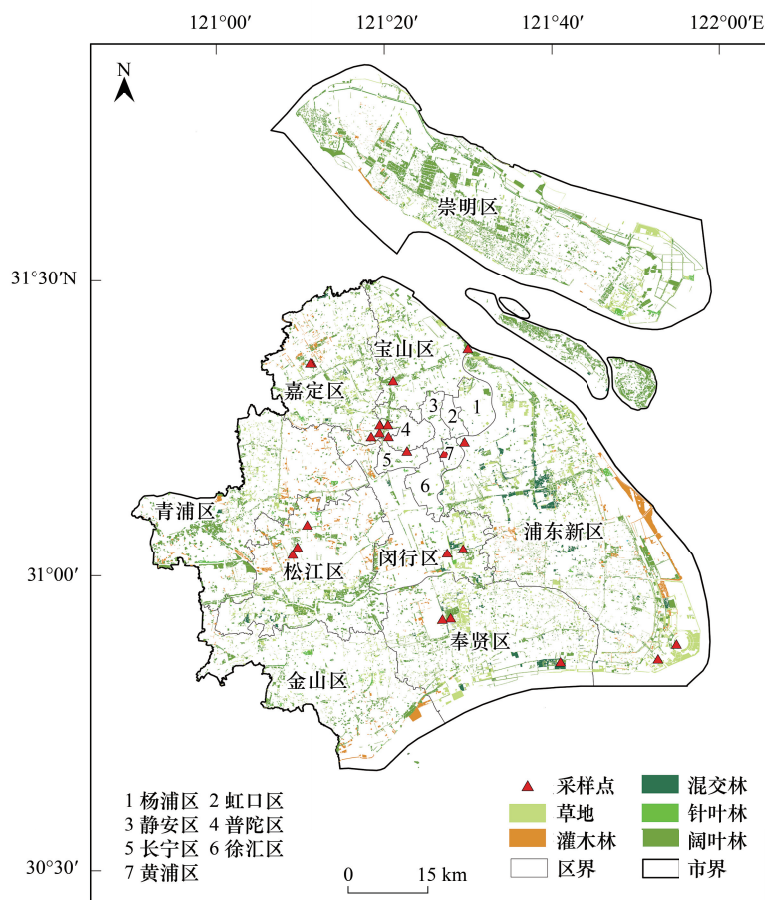 121°00′ 121°20′ 121°40′ 122°00′E
N
崇明区
31°30′N
宝山区
嘉定区
3
2
1
4
5
7
6
青浦区
浦东新区
闵行区
31°00′
松江区
奉贤区
金山区
采样点 混交林
1 杨浦区 2 虹口区
草地 针叶林
3 静安区 4 普陀区
灌木林 阔叶林
5 长宁区 6 徐汇区
区界 市界
7 黄浦区
30°30′
0 15 km